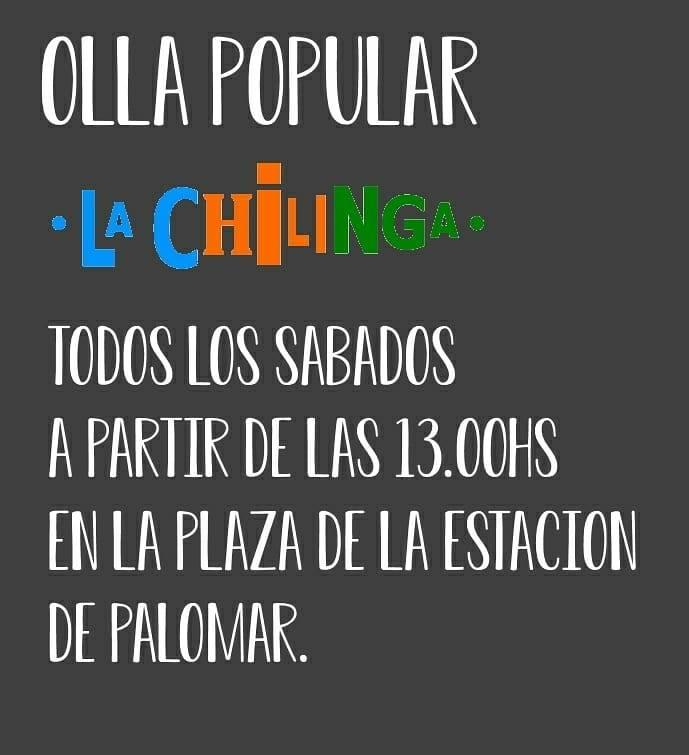 OLLA POPULAR
·LA CHILINGA·
TODOS LOS SABADOS
A PARTIR DE LAS 13.00HS
EN LA PLAZA DE LA ESTACION
DE PALOMAR.